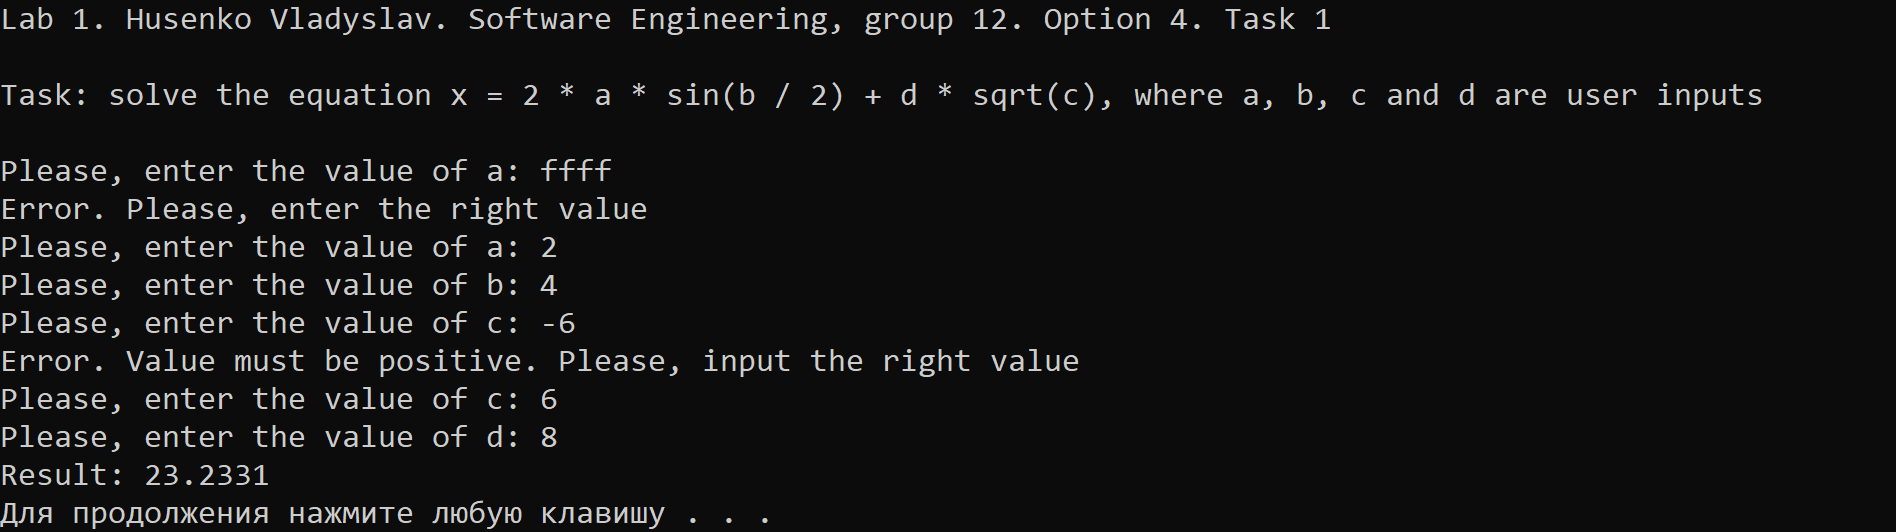 Lab 1. Husenko Vladyslav. Software Engineering, group 12. Option 4. Task 1
Task: solve the equation x = 2 * a * sin(b / 2) + d * sqrt(c), where a, b, c and d are user inputs
Please, enter the value of a: ffff
Error. Please, enter the right value
Please, enter the value of a: 2
Please, enter the value of b: 4
Please, enter the value of c: -6
Error. Value must be positive. Please, input the right value
Please, enter the value of c: 6
Please, enter the value of d: 8
Result: 23.2331
Для продолжения нажмите любую клавишу . . .